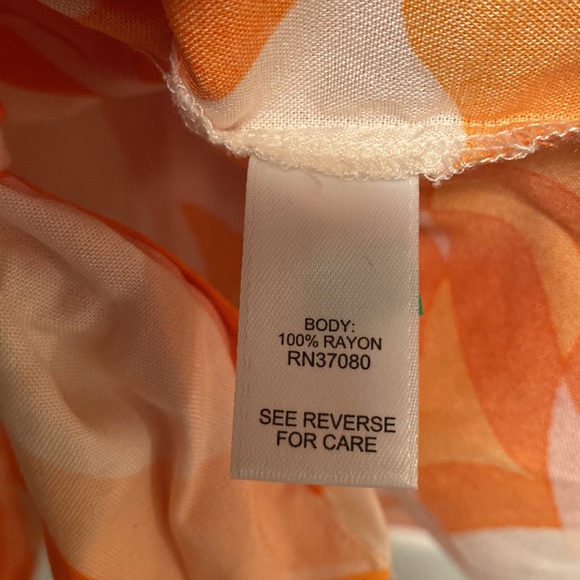 BODY:
100% RAYON
RN37080
SEE REVERSE
FOR CARE